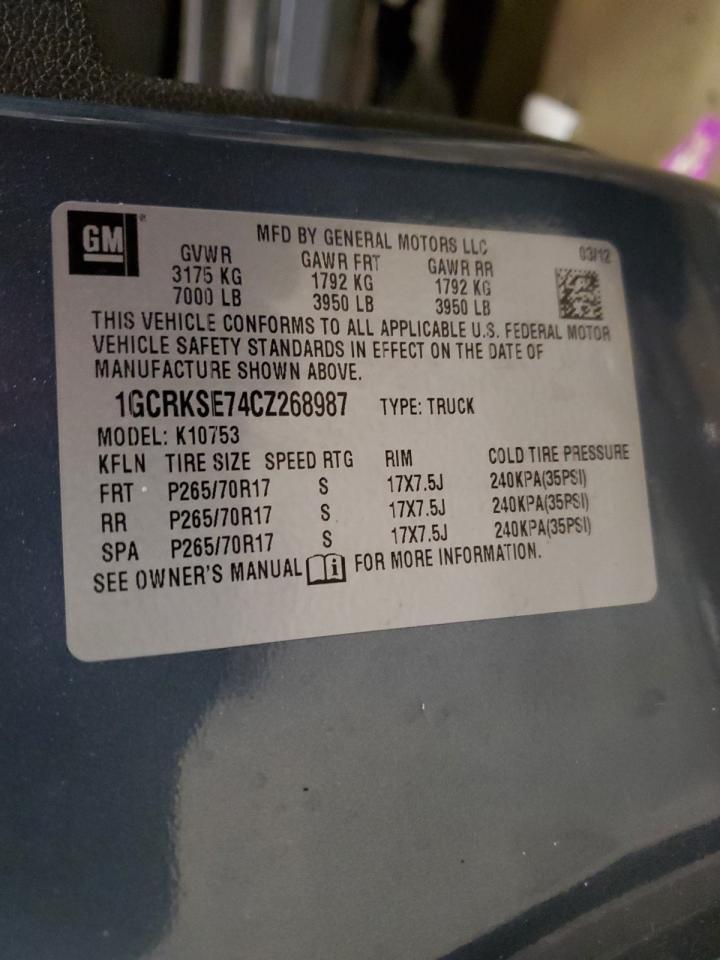 GM
MFD BY GENERAL MOTORS LLC 03/12
GVWR GAWR FRT GAWR RR
3175 KG 1792 KG 1792 KG
7000 LB 3950 LB 3950 LB
THIS VEHICLE CONFORMS TO ALL APPLICABLE U.S. FEDERAL MOTOR
VEHICLE SAFETY STANDARDS IN EFFECT ON THE DATE OF
MANUFACTURE SHOWN ABOVE.
1GCRKSE74CZ268987 TYPE: TRUCK
MODEL: K10753
KFLN TIRE SIZE SPEED RTG RIM COLD TIRE PRESSURE
FRT P265/70R17 S 17X7.5J 240KPA(35PSI)
RR P265/70R17 S 17X7.5J 240KPA(35PSI)
SPA P265/70R17 S 17X7.5J 240KPA(35PSI)
SEE OWNER'S MANUAL i FOR MORE INFORMATION.